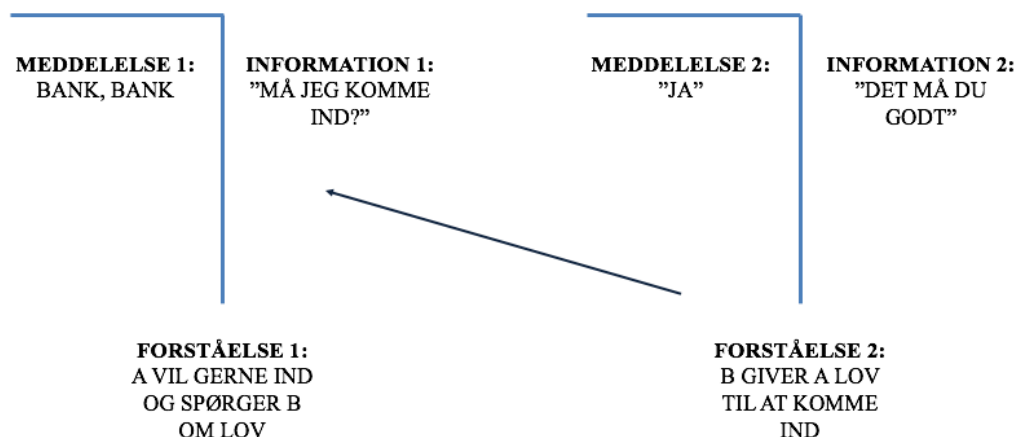 MEDDELELSE 1:
BANK, BANK
INFORMATION 1:
”MÅ JEG KOMME
IND?”
MEDDELELSE 2:
”JA”
INFORMATION 2:
”DET MÅ DU
GODT”
FORSTÅELSE 1:
A VIL GERNE IND
OG SPØRGER B
OM LOV
FORSTÅELSE 2:
B GIVER A LOV
TIL AT KOMME
IND